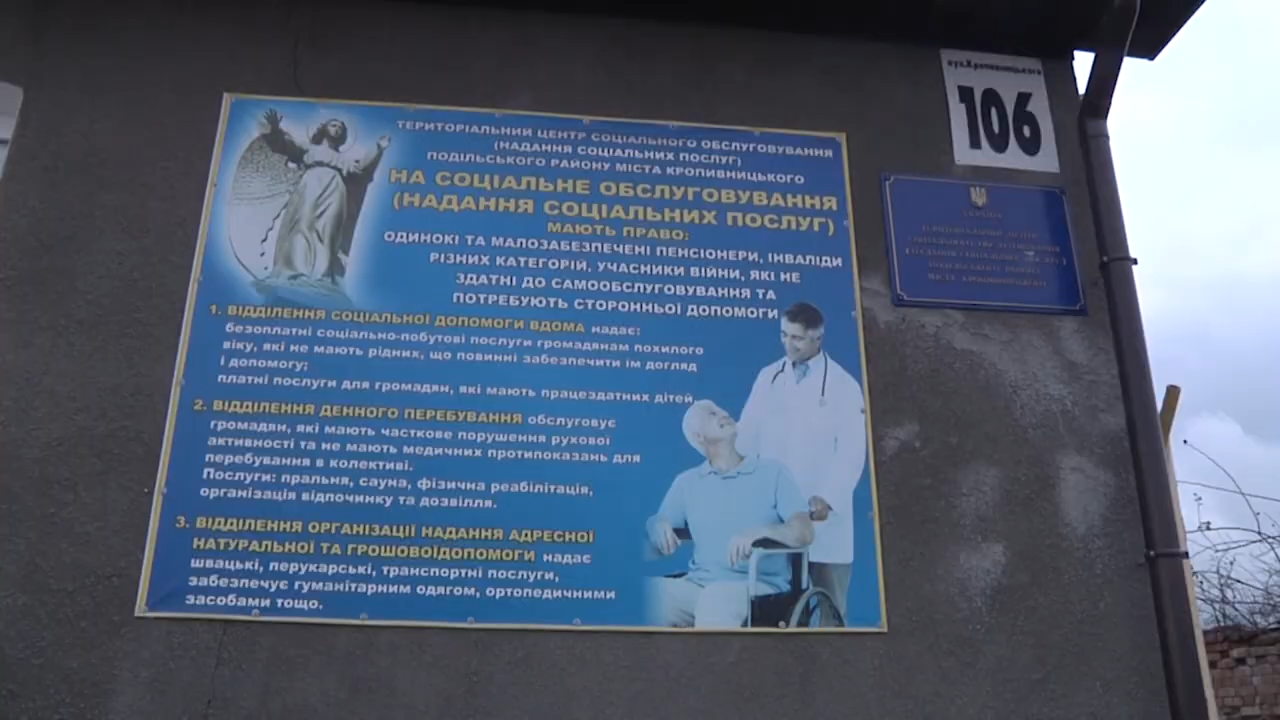 ТЕРИТОРІАЛЬНИЙ ЦЕНТР СОЦІАЛЬНОГО ОБСЛУГОВУВАННЯ
(НАДАННЯ СОЦІАЛЬНИХ ПОСЛУГ)
ПОДІЛЬСЬКОГО РАЙОНУ МІСТА КРОПИВНИЦЬКОГО
НА СОЦІАЛЬНЕ ОБСЛУГОВУВАННЯ
(НАДАННЯ СОЦІАЛЬНИХ ПОСЛУГ)
МАЮТЬ ПРАВО:
ОДИНОКІ ТА МАЛОЗАБЕЗПЕЧЕНІ ПЕНСІОНЕРИ, ІНВАЛІДИ
РІЗНИХ КАТЕГОРІЙ, УЧАСНИКИ ВІЙНИ, ЯКІ НЕ
ЗДАТНІ ДО САМООБСЛУГОВУВАННЯ ТА
ПОТРЕБУЮТЬ СТОРОННЬОЇ ДОПОМОГИ
1. ВІДДІЛЕННЯ СОЦІАЛЬНОЇ ДОПОМОГИ ВДОМА надає:
безоплатні соціально-побутові послуги громадянам похилого
віку, які не мають рідних, що повинні забезпечити їм догляд
і допомогу;
платні послуги для громадян, які мають працездатних дітей.
2. ВІДДІЛЕННЯ ДЕННОГО ПЕРЕБУВАННЯ обслуговує
громадян, які мають часткове порушення рухової
активності та не мають медичних протипоказань для
перебування в колективі.
Послуги: пральня, сауна, фізична реабілітація,
організація відпочинку та дозвілля.
3. ВІДДІЛЕННЯ ОРГАНІЗАЦІЇ НАДАННЯ АДРЕСНОЇ
НАТУРАЛЬНОЇ ТА ГРОШОВОЇДОПОМОГИ надає
швацькі, перукарські, транспортні послуги,
забезпечує гуманітарним одягом, ортопедичними
засобами тощо.
вул.Кропивницького
106
УКРАЇНА
ТЕРИТОРІАЛЬНИЙ ЦЕНТР